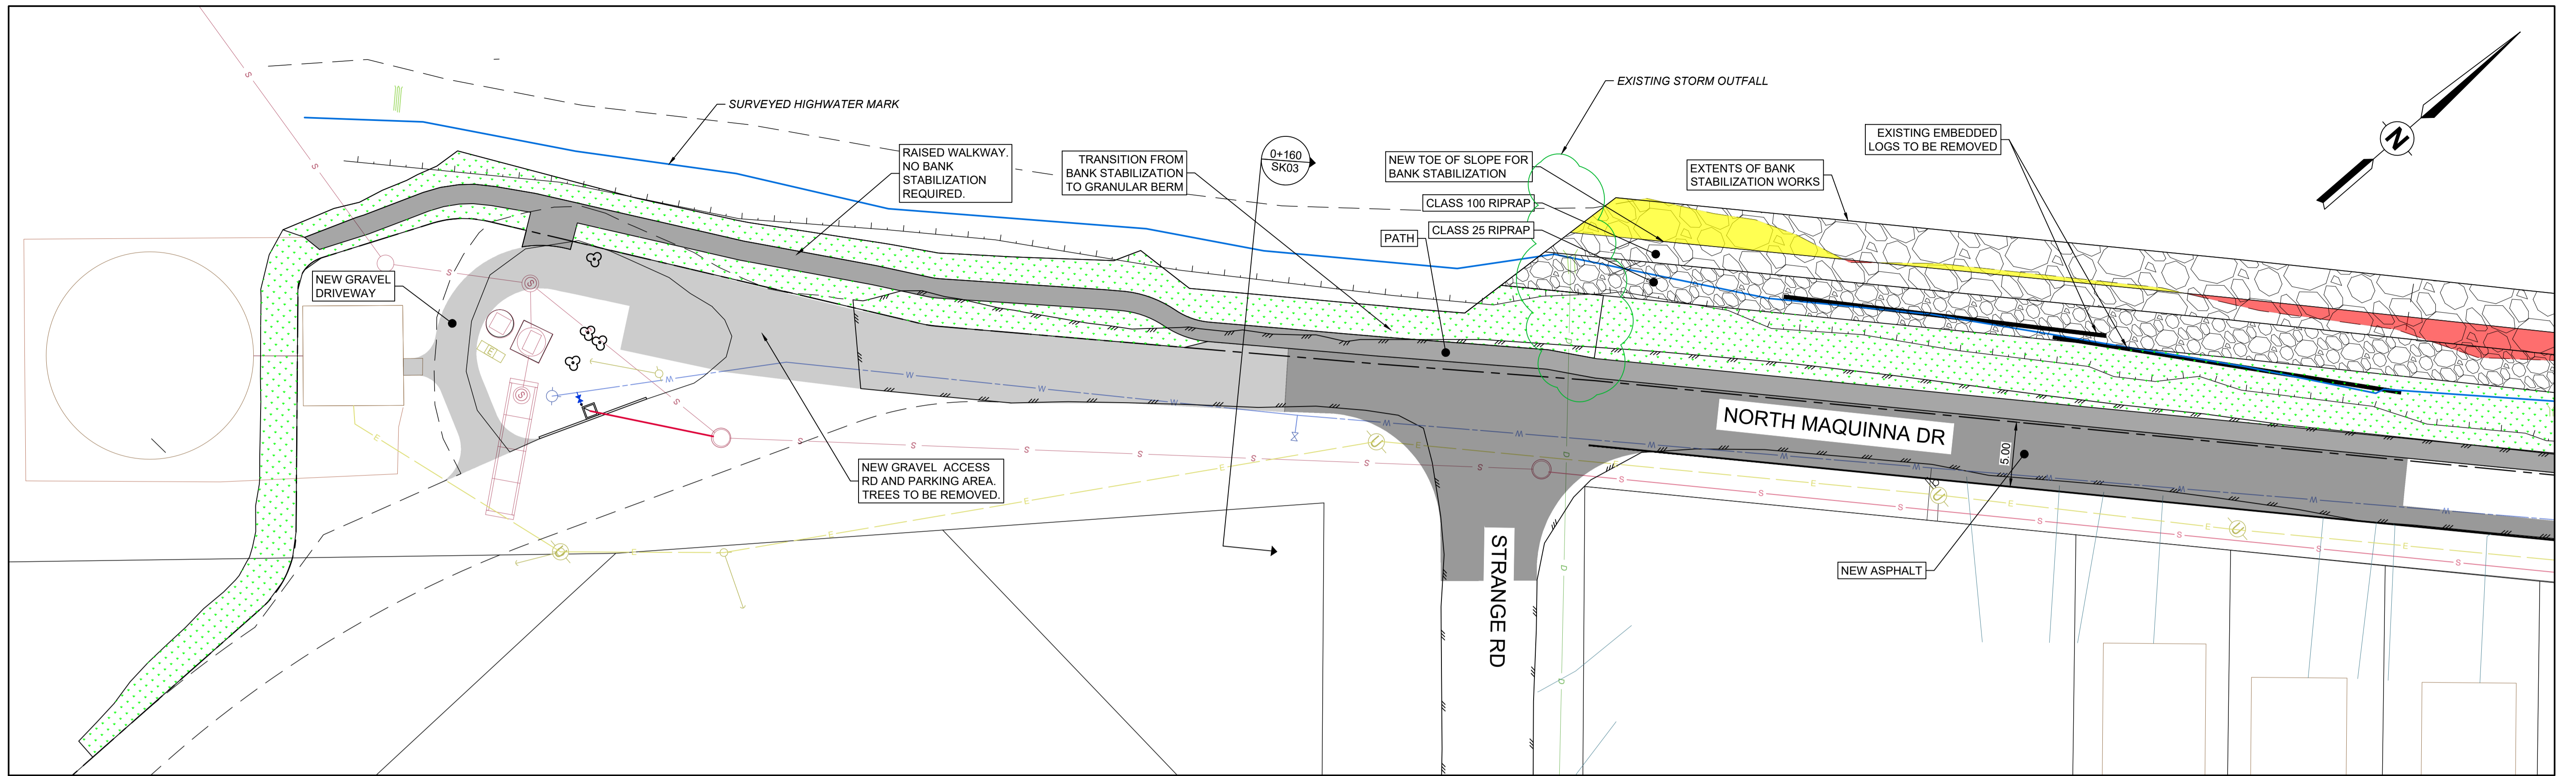 SURVEYED HIGHWATER MARK
EXISTING STORM OUTFALL
RAISED WALKWAY.
NO BANK
STABILIZATION
REQUIRED.
TRANSITION FROM
BANK STABILIZATION
TO GRANULAR BERM
0+160
SK03
NEW TOE OF SLOPE FOR
BANK STABILIZATION
CLASS 100 RIPRAP
CLASS 25 RIPRAP
PATH
EXTENTS OF BANK
STABILIZATION WORKS
EXISTING EMBEDDED
LOGS TO BE REMOVED
N
NEW GRAVEL
DRIVEWAY
NEW GRAVEL ACCESS
RD AND PARKING AREA.
TREES TO BE REMOVED.
NORTH MAQUINNA DR
5.00
STRANGE RD
NEW ASPHALT